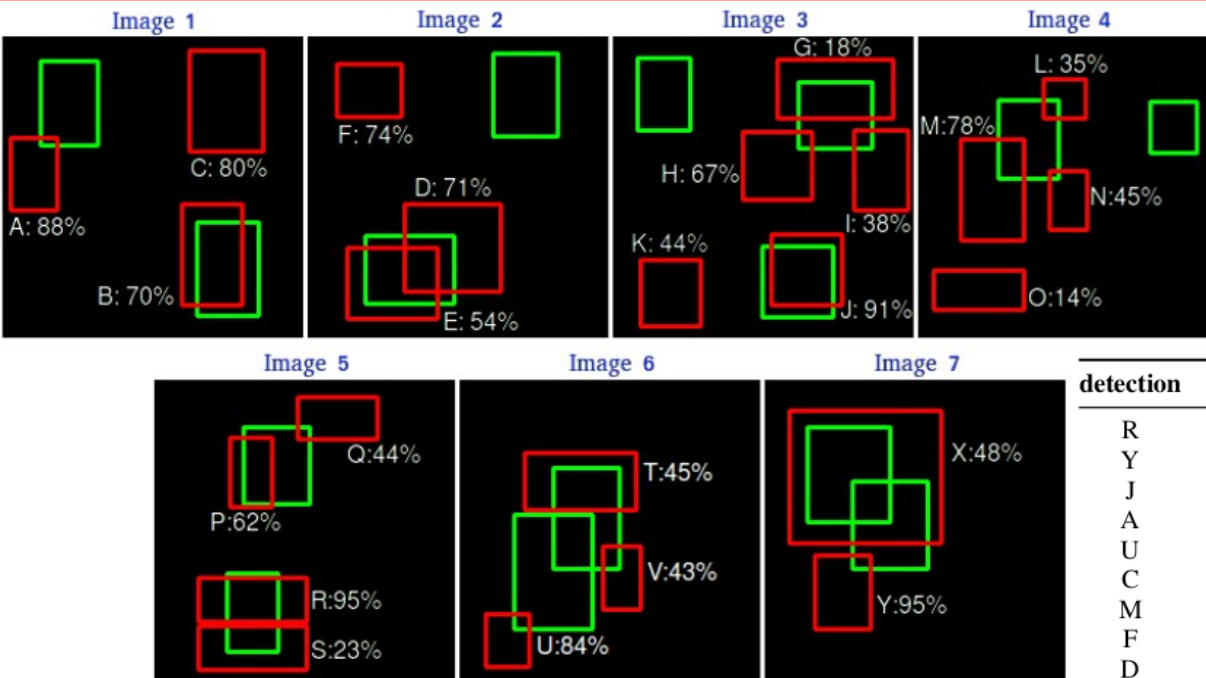 Image 1
Image 2
Image 3
Image 4
A: 88%
C: 80%
B: 70%
F: 74%
D: 71%
E: 54%
G: 18%
H: 67%
I: 38%
K: 44%
J: 91%
L: 35%
M:78%
N:45%
O:14%
Image 5
Image 6
Image 7
Q:44%
P:62%
R:95%
S:23%
T:45%
V:43%
U:84%
X:48%
Y:95%
detection
R
Y
J
A
U
C
M
F
D